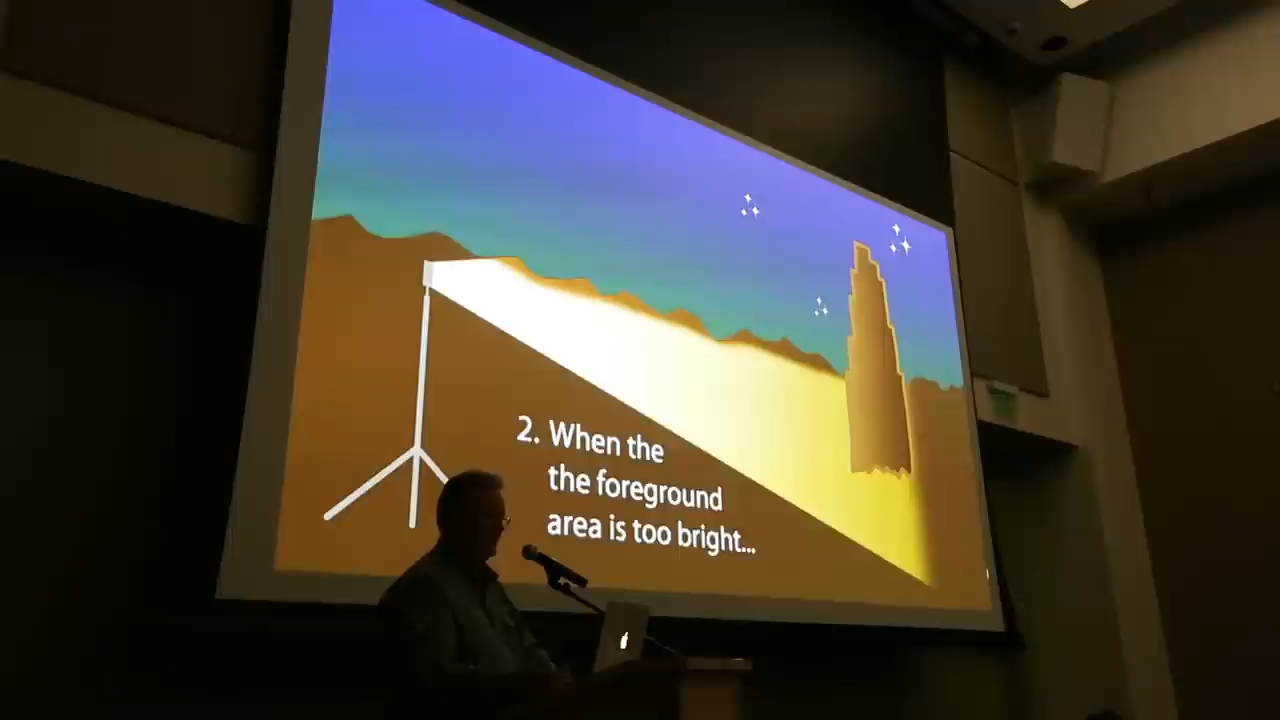 2. When the
the foreground
area is too bright...